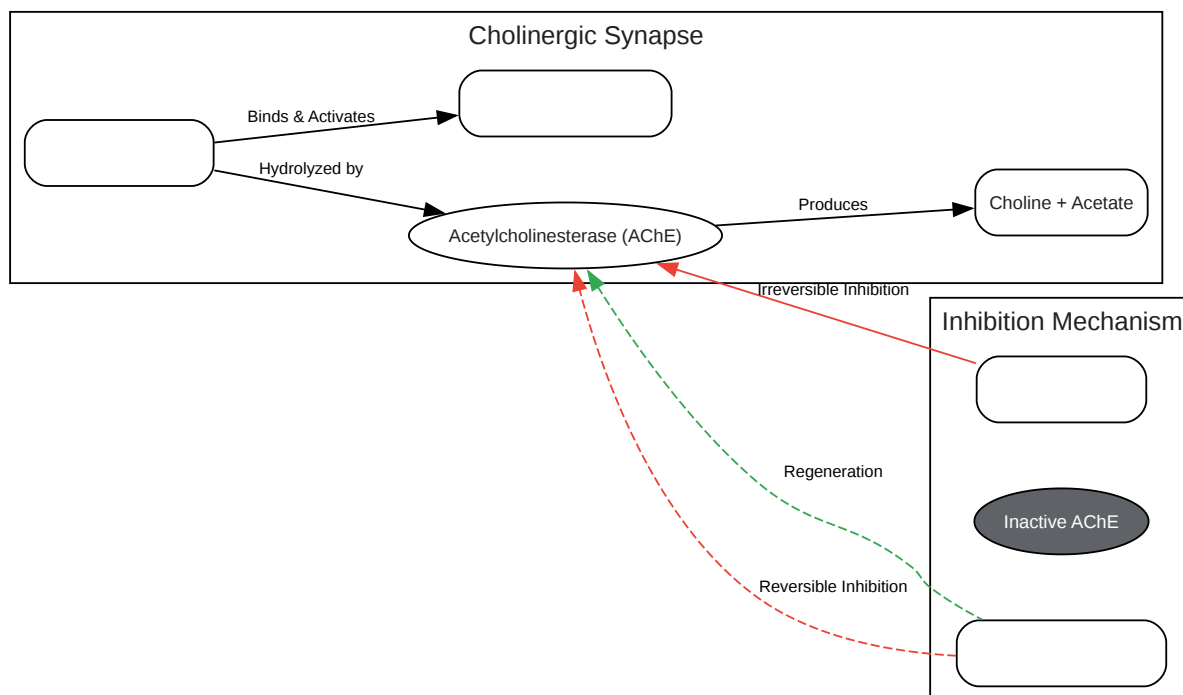 Cholinergic Synapse
Binds & Activates
Hydrolyzed by
Acetylcholinesterase (AChE)
Produces
Choline + Acetate
Irreversible Inhibition
Inhibition Mechanism
Regeneration
Inactive AChE
Reversible Inhibition